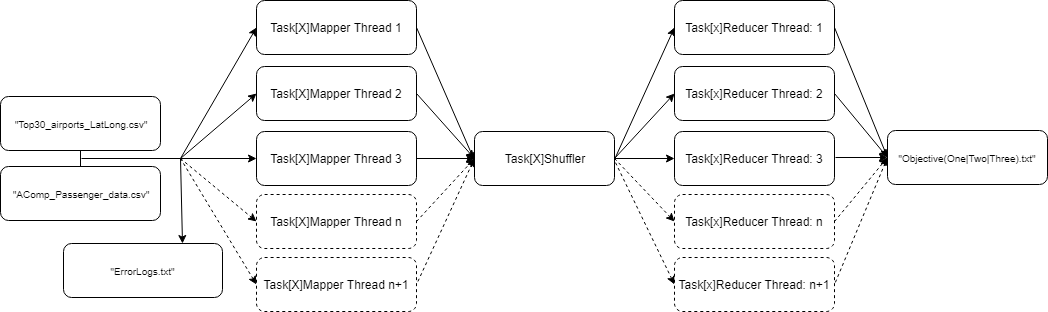 "Top30_airports_LatLong.csv"
"AComp_Passenger_data.csv"
"ErrorLogs.txt"
Task[X]Mapper Thread 1
Task[X]Mapper Thread 2
Task[X]Mapper Thread 3
Task[X]Mapper Thread n
Task[X]Mapper Thread n+1
Task[X]Shuffler
Task[x]Reducer Thread: 1
Task[x]Reducer Thread: 2
Task[x]Reducer Thread: 3
Task[x]Reducer Thread: n
Task[x]Reducer Thread: n+1
"Objective(One|Two|Three).txt"